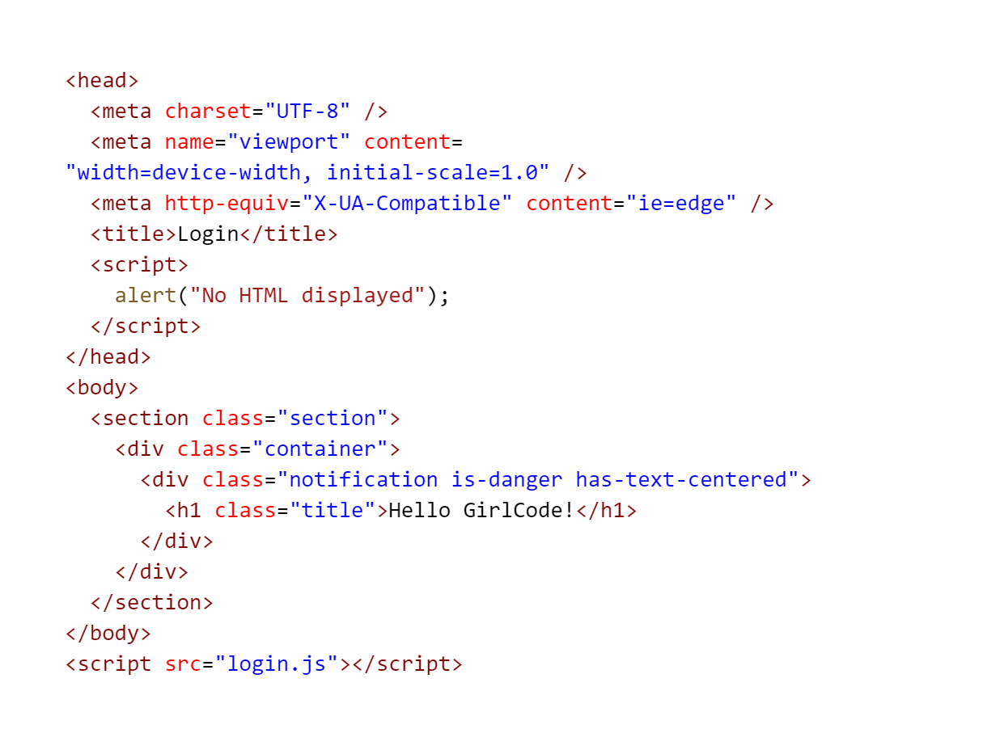 <head>
  <meta charset="UTF-8" />
  <meta name="viewport" content=
"width=device-width, initial-scale=1.0" />
  <meta http-equiv="X-UA-Compatible" content="ie=edge" />
  <title>Login</title>
  <script>
    alert("No HTML displayed");
  </script>
</head>
<body>
  <section class="section">
    <div class="container">
      <div class="notification is-danger has-text-centered">
        <h1 class="title">Hello GirlCode!</h1>
      </div>
    </div>
  </section>
</body>
<script src="login.js"></script>